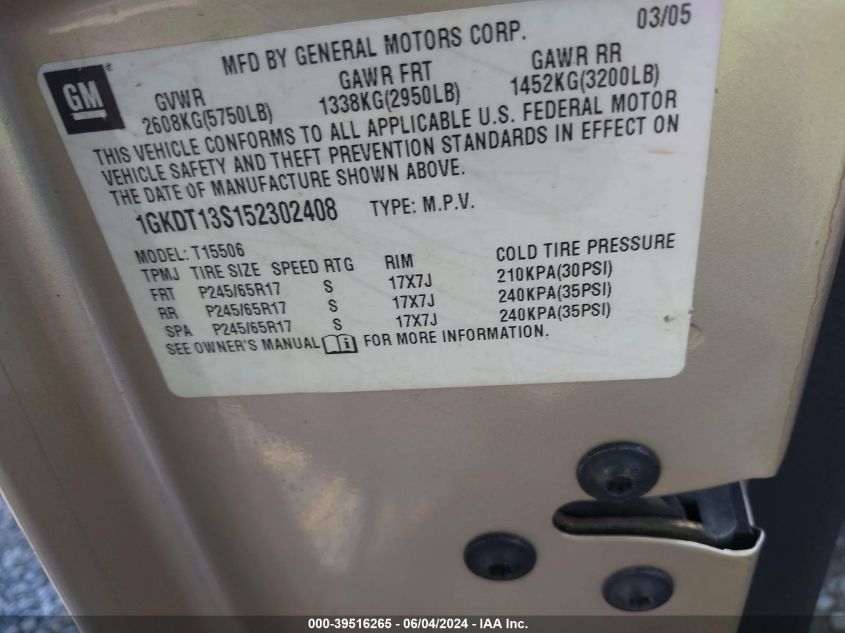 03/05
MFD BY GENERAL MOTORS CORP.
GM®
GVWR GAWR FRT GAWR RR
2608KG(5750LB) 1338KG(2950LB) 1452KG(3200LB)
THIS VEHICLE CONFORMS TO ALL APPLICABLE U.S. FEDERAL MOTOR
VEHICLE SAFETY AND THEFT PREVENTION STANDARDS IN EFFECT ON
THE DATE OF MANUFACTURE SHOWN ABOVE.
1GKDT13S152302408 TYPE: M.P.V.
MODEL: T15506
TPMJ TIRE SIZE SPEED RTG RIM COLD TIRE PRESSURE
FRT P245/65R17 S 17X7J 210KPA(30PSI)
RR P245/65R17 S 17X7J 240KPA(35PSI)
SPA P245/65R17 S 17X7J 240KPA(35PSI)
SEE OWNER'S MANUAL FOR MORE INFORMATION.
000-39516265 - 06/04/2024 - IAA Inc.